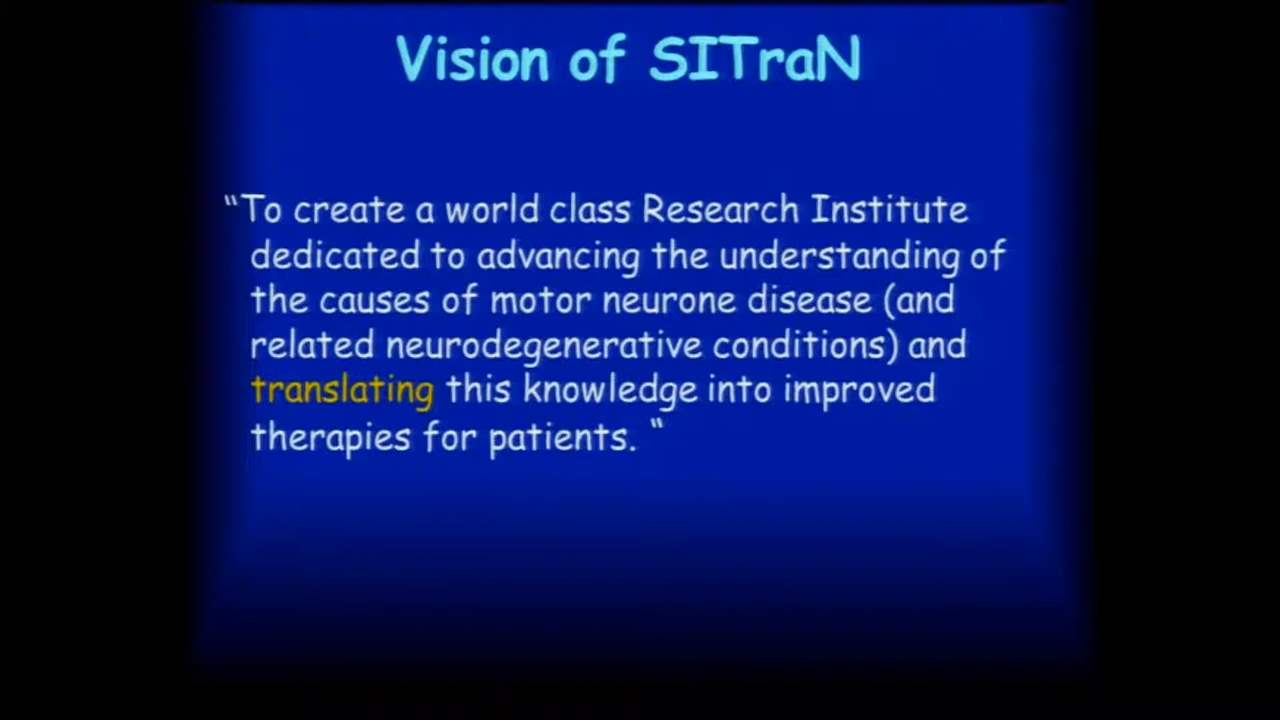 Vision of SITraN
“To create a world class Research Institute
dedicated to advancing the understanding of
the causes of motor neurone disease (and
related neurodegenerative conditions) and
translating this knowledge into improved
therapies for patients. “